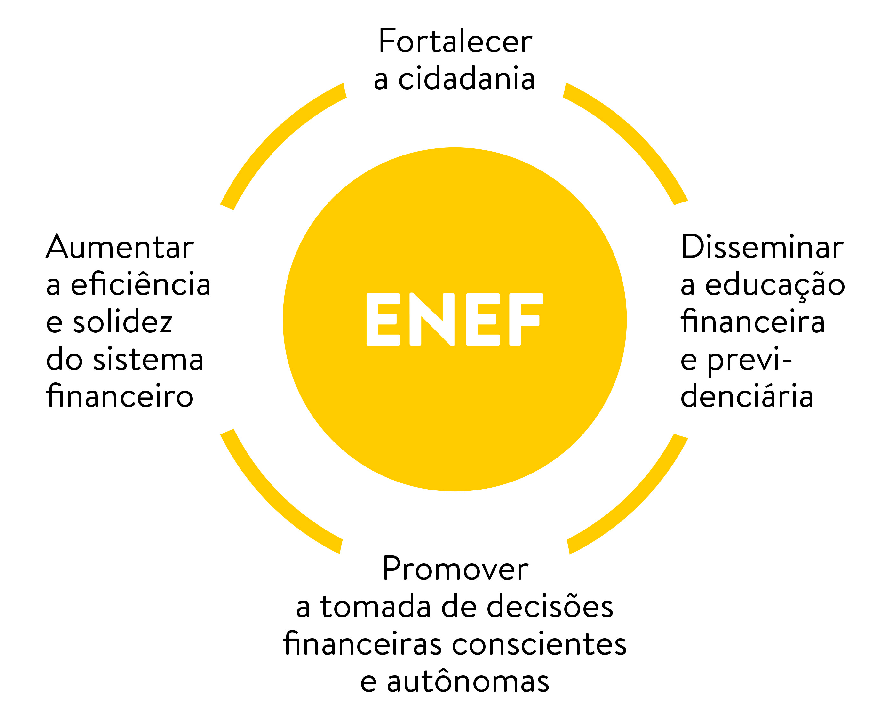 Fortalecer
a cidadania
Aumentar
a eficiência
e solidez
do sistema
financeiro
ENEF
Disseminar
a educação
financeira
e previ-
denciária
Promover
a tomada de decisões
financeiras conscientes
e autônomas